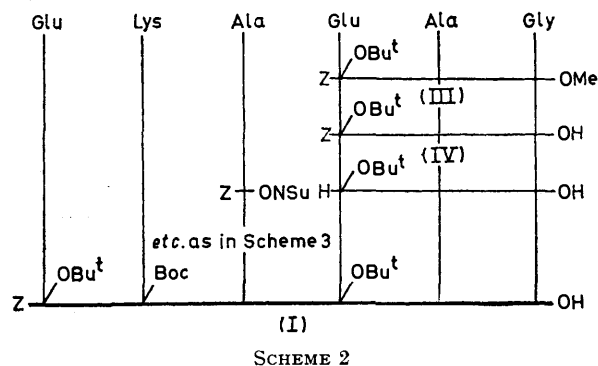 Glu Lys Ala Glu Ala Gly
OBuᵗ
Z OMe
(III)
OBuᵗ
Z OH
(IV)
OBuᵗ
Z ONSu H OH
etc. as in Scheme 3
OBuᵗ Boc OBuᵗ
Z OH
(I)
SCHEME 2